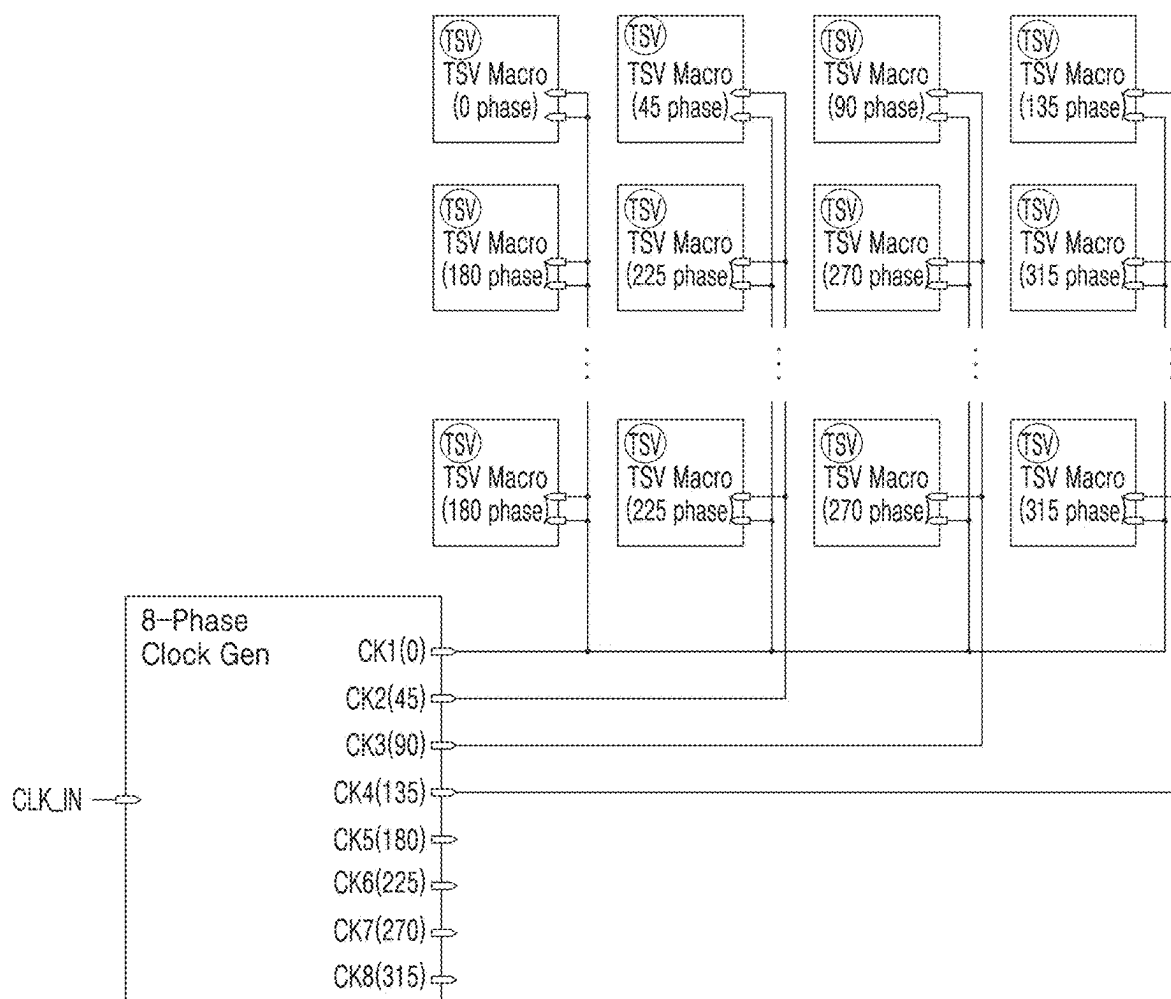 TSV
TSV Macro
(0 phase)
TSV
TSV Macro
(45 phase)
TSV
TSV Macro
(90 phase)
TSV
TSV Macro
(135 phase)
TSV
TSV Macro
(180 phase)
TSV
TSV Macro
(225 phase)
TSV
TSV Macro
(270 phase)
TSV
TSV Macro
(315 phase)
TSV
TSV Macro
(180 phase)
TSV
TSV Macro
(225 phase)
TSV
TSV Macro
(270 phase)
TSV
TSV Macro
(315 phase)
8-Phase
Clock Gen
CK1(0)
CK2(45)
CK3(90)
CLK_IN
CK4(135)
CK5(180)
CK6(225)
CK7(270)
CK8(315)